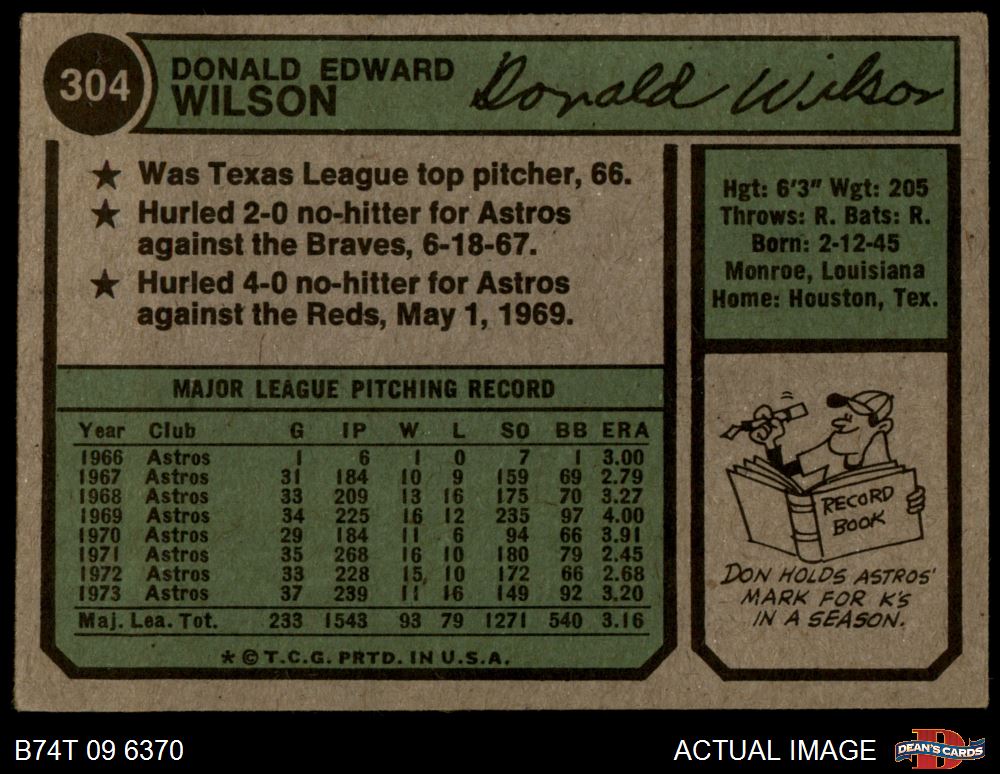 304
DONALD EDWARD
WILSON
Donald Wilson
★ Was Texas League top pitcher, 66.
★ Hurled 2-0 no-hitter for Astros
against the Braves, 6-18-67.
★ Hurled 4-0 no-hitter for Astros
against the Reds, May 1, 1969.
Hgt: 6'3" Wgt: 205
Throws: R. Bats: R.
Born: 2-12-45
Monroe, Louisiana
Home: Houston, Tex.
MAJOR LEAGUE PITCHING RECORD
Year Club G IP W L SO BB ERA
1966 Astros 1 6 1 0 7 1 3.00
1967 Astros 31 184 10 9 159 69 2.79
1968 Astros 33 209 13 16 175 70 3.27
1969 Astros 34 225 16 12 235 97 4.00
1970 Astros 29 184 11 6 94 66 3.91
1971 Astros 35 268 16 10 180 79 2.45
1972 Astros 33 228 15 10 172 66 2.68
1973 Astros 37 239 11 16 149 92 3.20
Maj. Lea. Tot. 233 1543 93 79 1271 540 3.16
★ © T.C.G. PRTD. IN U.S.A.
RECORD
BOOK
DON HOLDS ASTROS'
MARK FOR K'S
IN A SEASON.
B74T 09 6370
ACTUAL IMAGE
DEAN'S CARDS